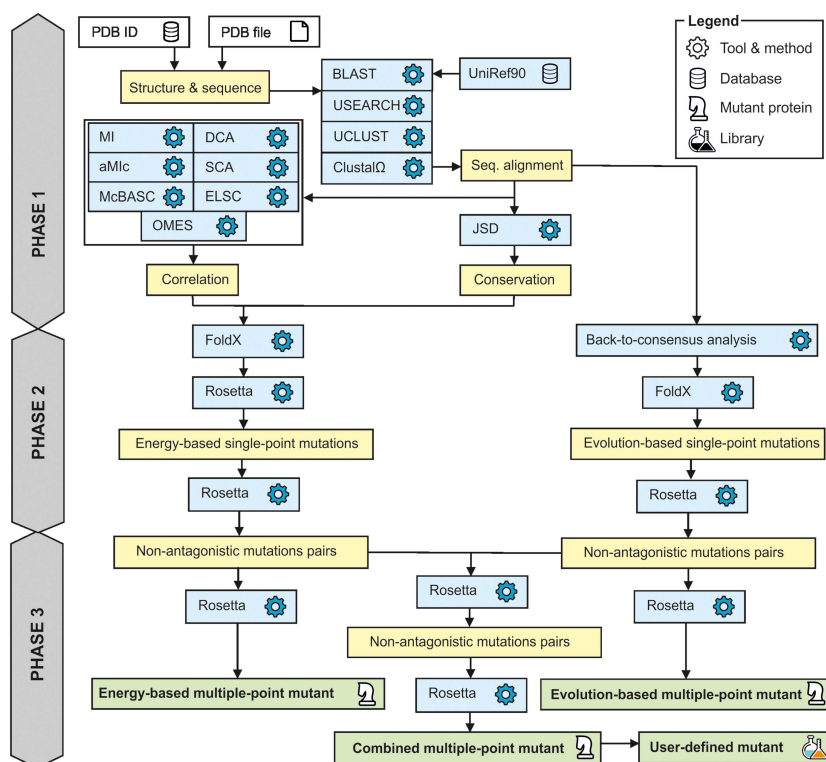 PDB ID
PDB file
Legend
Tool & method
Database
Mutant protein
Library
Structure & sequence
BLAST
UniRef90
USEARCH
UCLUST
ClustalΩ
Seq. alignment
MI
DCA
aMIc
SCA
McBASC
ELSC
OMES
JSD
Correlation
Conservation
PHASE 1
FoldX
Back-to-consensus analysis
Rosetta
FoldX
Energy-based single-point mutations
Evolution-based single-point mutations
Rosetta
Rosetta
PHASE 2
Non-antagonistic mutations pairs
Non-antagonistic mutations pairs
Rosetta
Rosetta
Rosetta
Non-antagonistic mutations pairs
PHASE 3
Energy-based multiple-point mutant
Rosetta
Evolution-based multiple-point mutant
Combined multiple-point mutant
User-defined mutant